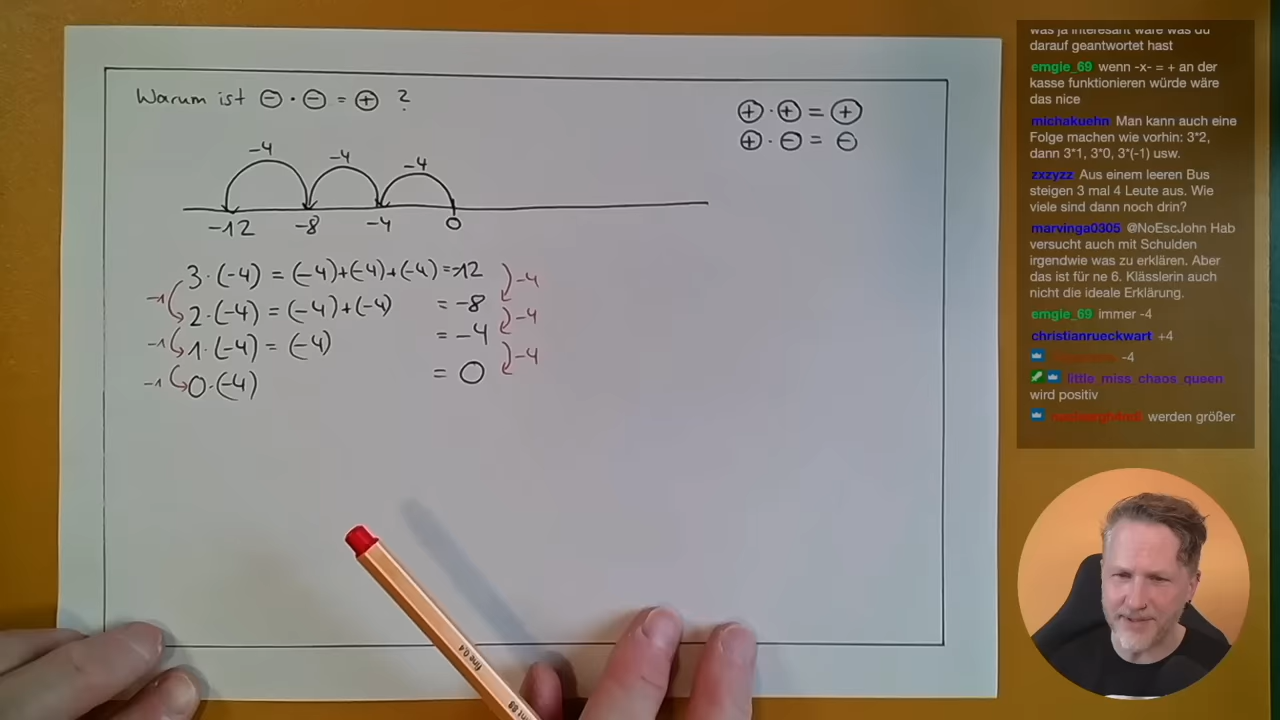 Warum ist ⊖ · ⊖ = ⊕ ?
⊕ · ⊕ = ⊕
⊕ · ⊖ = ⊖
-4 -4 -4
-12 -8 -4 0
3·(-4) = (-4)+(-4)+(-4) = -12
-4
-1
2·(-4) = (-4)+(-4) = -8
-4
-1
1·(-4) = (-4) = -4
-4
-1
0·(-4) = 0
fine 0.4
was ja interesant wäre was du
darauf geantwortet hast
emgie_69 wenn -x- = + an der
kasse funktionieren würde wäre
das nice
michakuehn Man kann auch eine
Folge machen wie vorhin: 3*2,
dann 3*1, 3*0, 3*(-1) usw.
zxzyzz Aus einem leeren Bus
steigen 3 mal 4 Leute aus. Wie
viele sind dann noch drin?
marvinga0305 @NoEscJohn Hab
versucht auch mit Schulden
irgendwie was zu erklären. Aber
das ist für ne 6. Klässlerin auch
nicht die ideale Erklärung.
emgie_69 immer -4
christianrueckwart +4
-4
little_miss_chaos_queen
wird positiv
werden größer